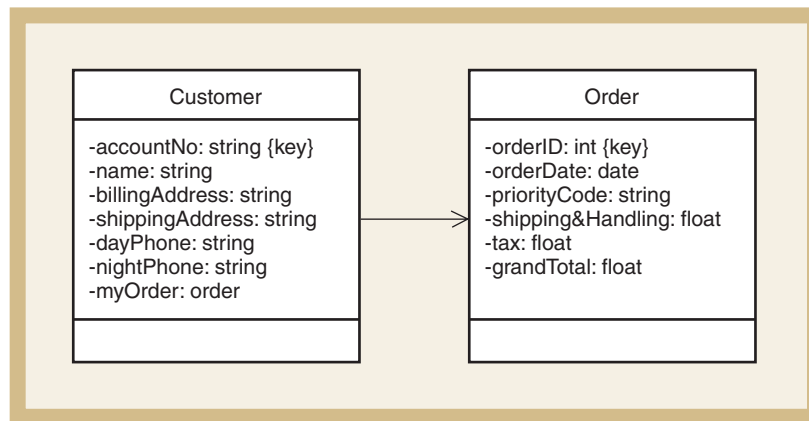 Customer
-accountNo: string {key}
-name: string
-billingAddress: string
-shippingAddress: string
-dayPhone: string
-nightPhone: string
-myOrder: order
Order
-orderID: int {key}
-orderDate: date
-priorityCode: string
-shipping&Handling: float
-tax: float
-grandTotal: float